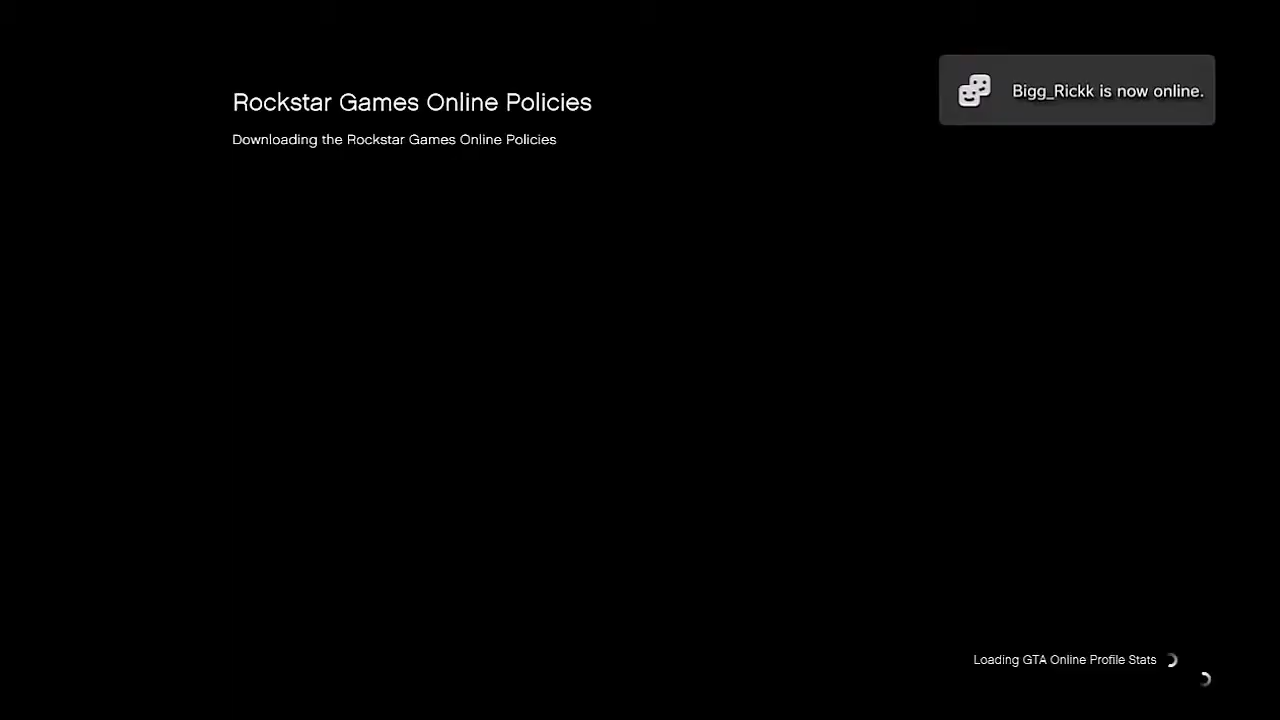 Rockstar Games Online Policies
Bigg_Rickk is now online.
Downloading the Rockstar Games Online Policies
Loading GTA Online Profile Stats